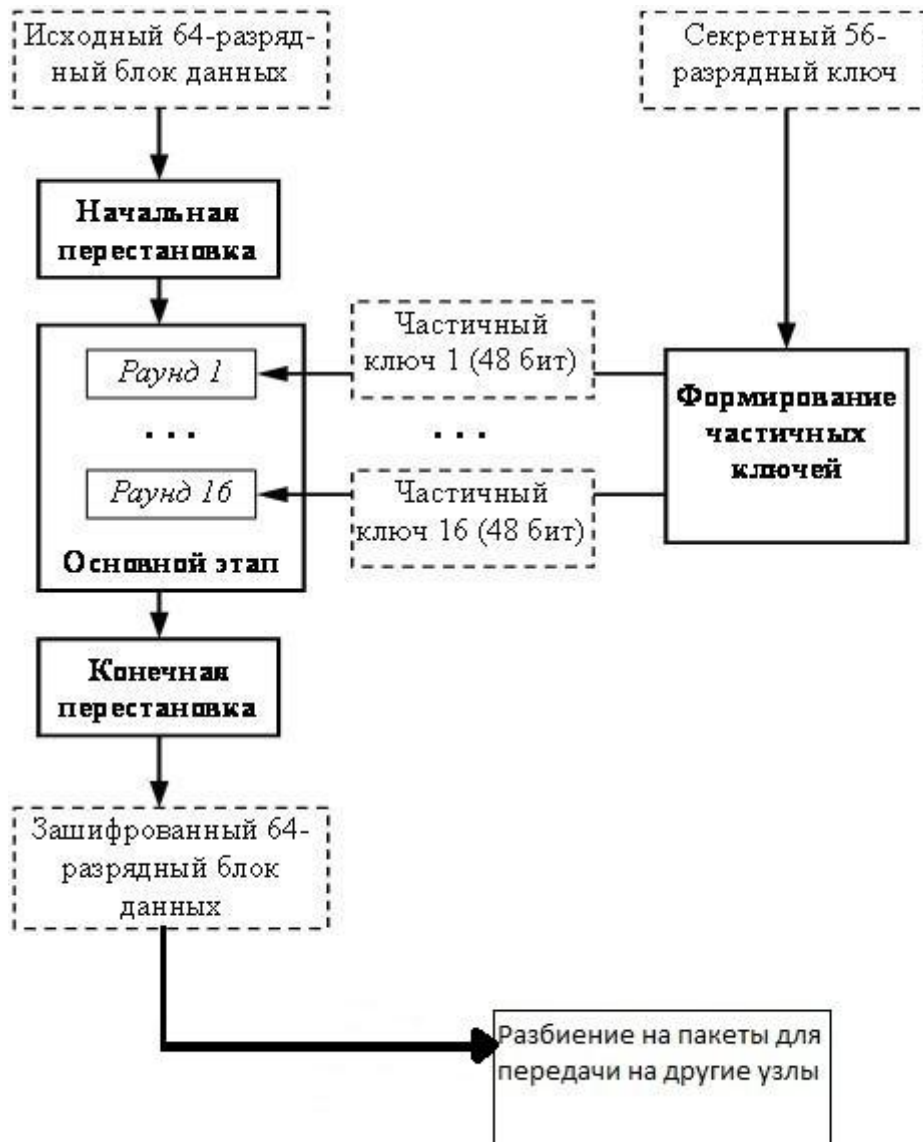 Исходный 64-разряд-
ный блок данных
Секретный 56-
разрядный ключ
Начальная
перестановка
Частичный
ключ 1 (48 бит)
Раунд 1
Формирование
частичных
ключей
. . .
. . .
Частичный
ключ 16 (48 бит)
Раунд 16
Основной этап
Конечная
перестановка
Зашифрованный 64-
разрядный блок
данных
Разбиение на пакеты для
передачи на другие узлы